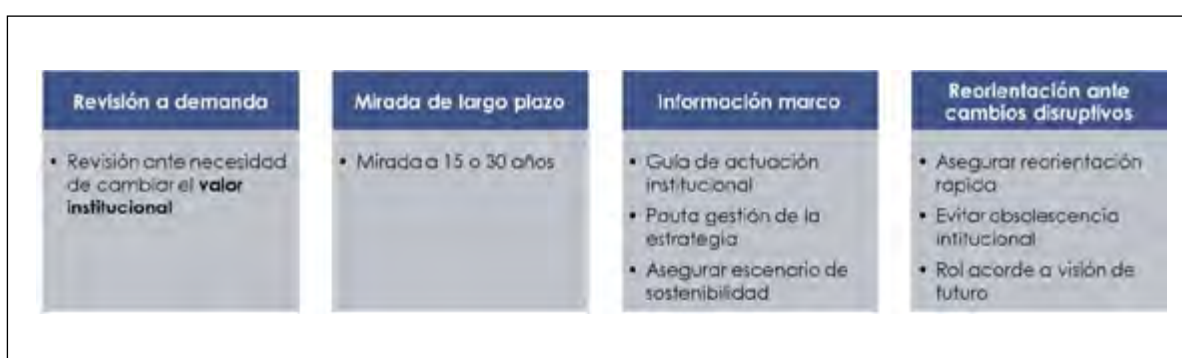 Revisión a demanda
• Revisión ante necesidad
de cambiar el valor
institucional
Mirada de largo plazo
• Mirada a 15 o 30 años
Información marco
• Guía de actuación
institucional
• Pauta gestión de la
estrategia
• Asegurar escenario de
sostenibilidad
Reorientación ante
cambios disruptivos
• Asegurar reorientación
rápida
• Evitar obsolescencia
intitucional
• Rol acorde a visión de
futuro